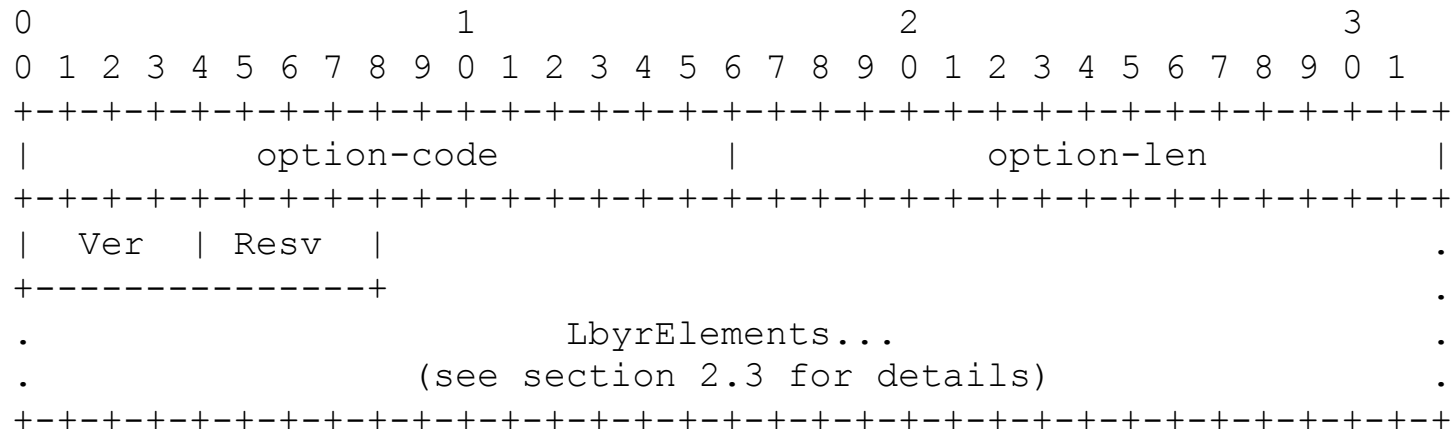 0                   1                   2                   3
0 1 2 3 4 5 6 7 8 9 0 1 2 3 4 5 6 7 8 9 0 1 2 3 4 5 6 7 8 9 0 1
+-+-+-+-+-+-+-+-+-+-+-+-+-+-+-+-+-+-+-+-+-+-+-+-+-+-+-+-+-+-+-+-+
|          option-code          |           option-len          |
+-+-+-+-+-+-+-+-+-+-+-+-+-+-+-+-+-+-+-+-+-+-+-+-+-+-+-+-+-+-+-+-+
|  Ver  | Resv  |                                               .
+---------------+                                               .
.                        LbyrElements...                        .
.                 (see section 2.3 for details)                 .
+-+-+-+-+-+-+-+-+-+-+-+-+-+-+-+-+-+-+-+-+-+-+-+-+-+-+-+-+-+-+-+-+